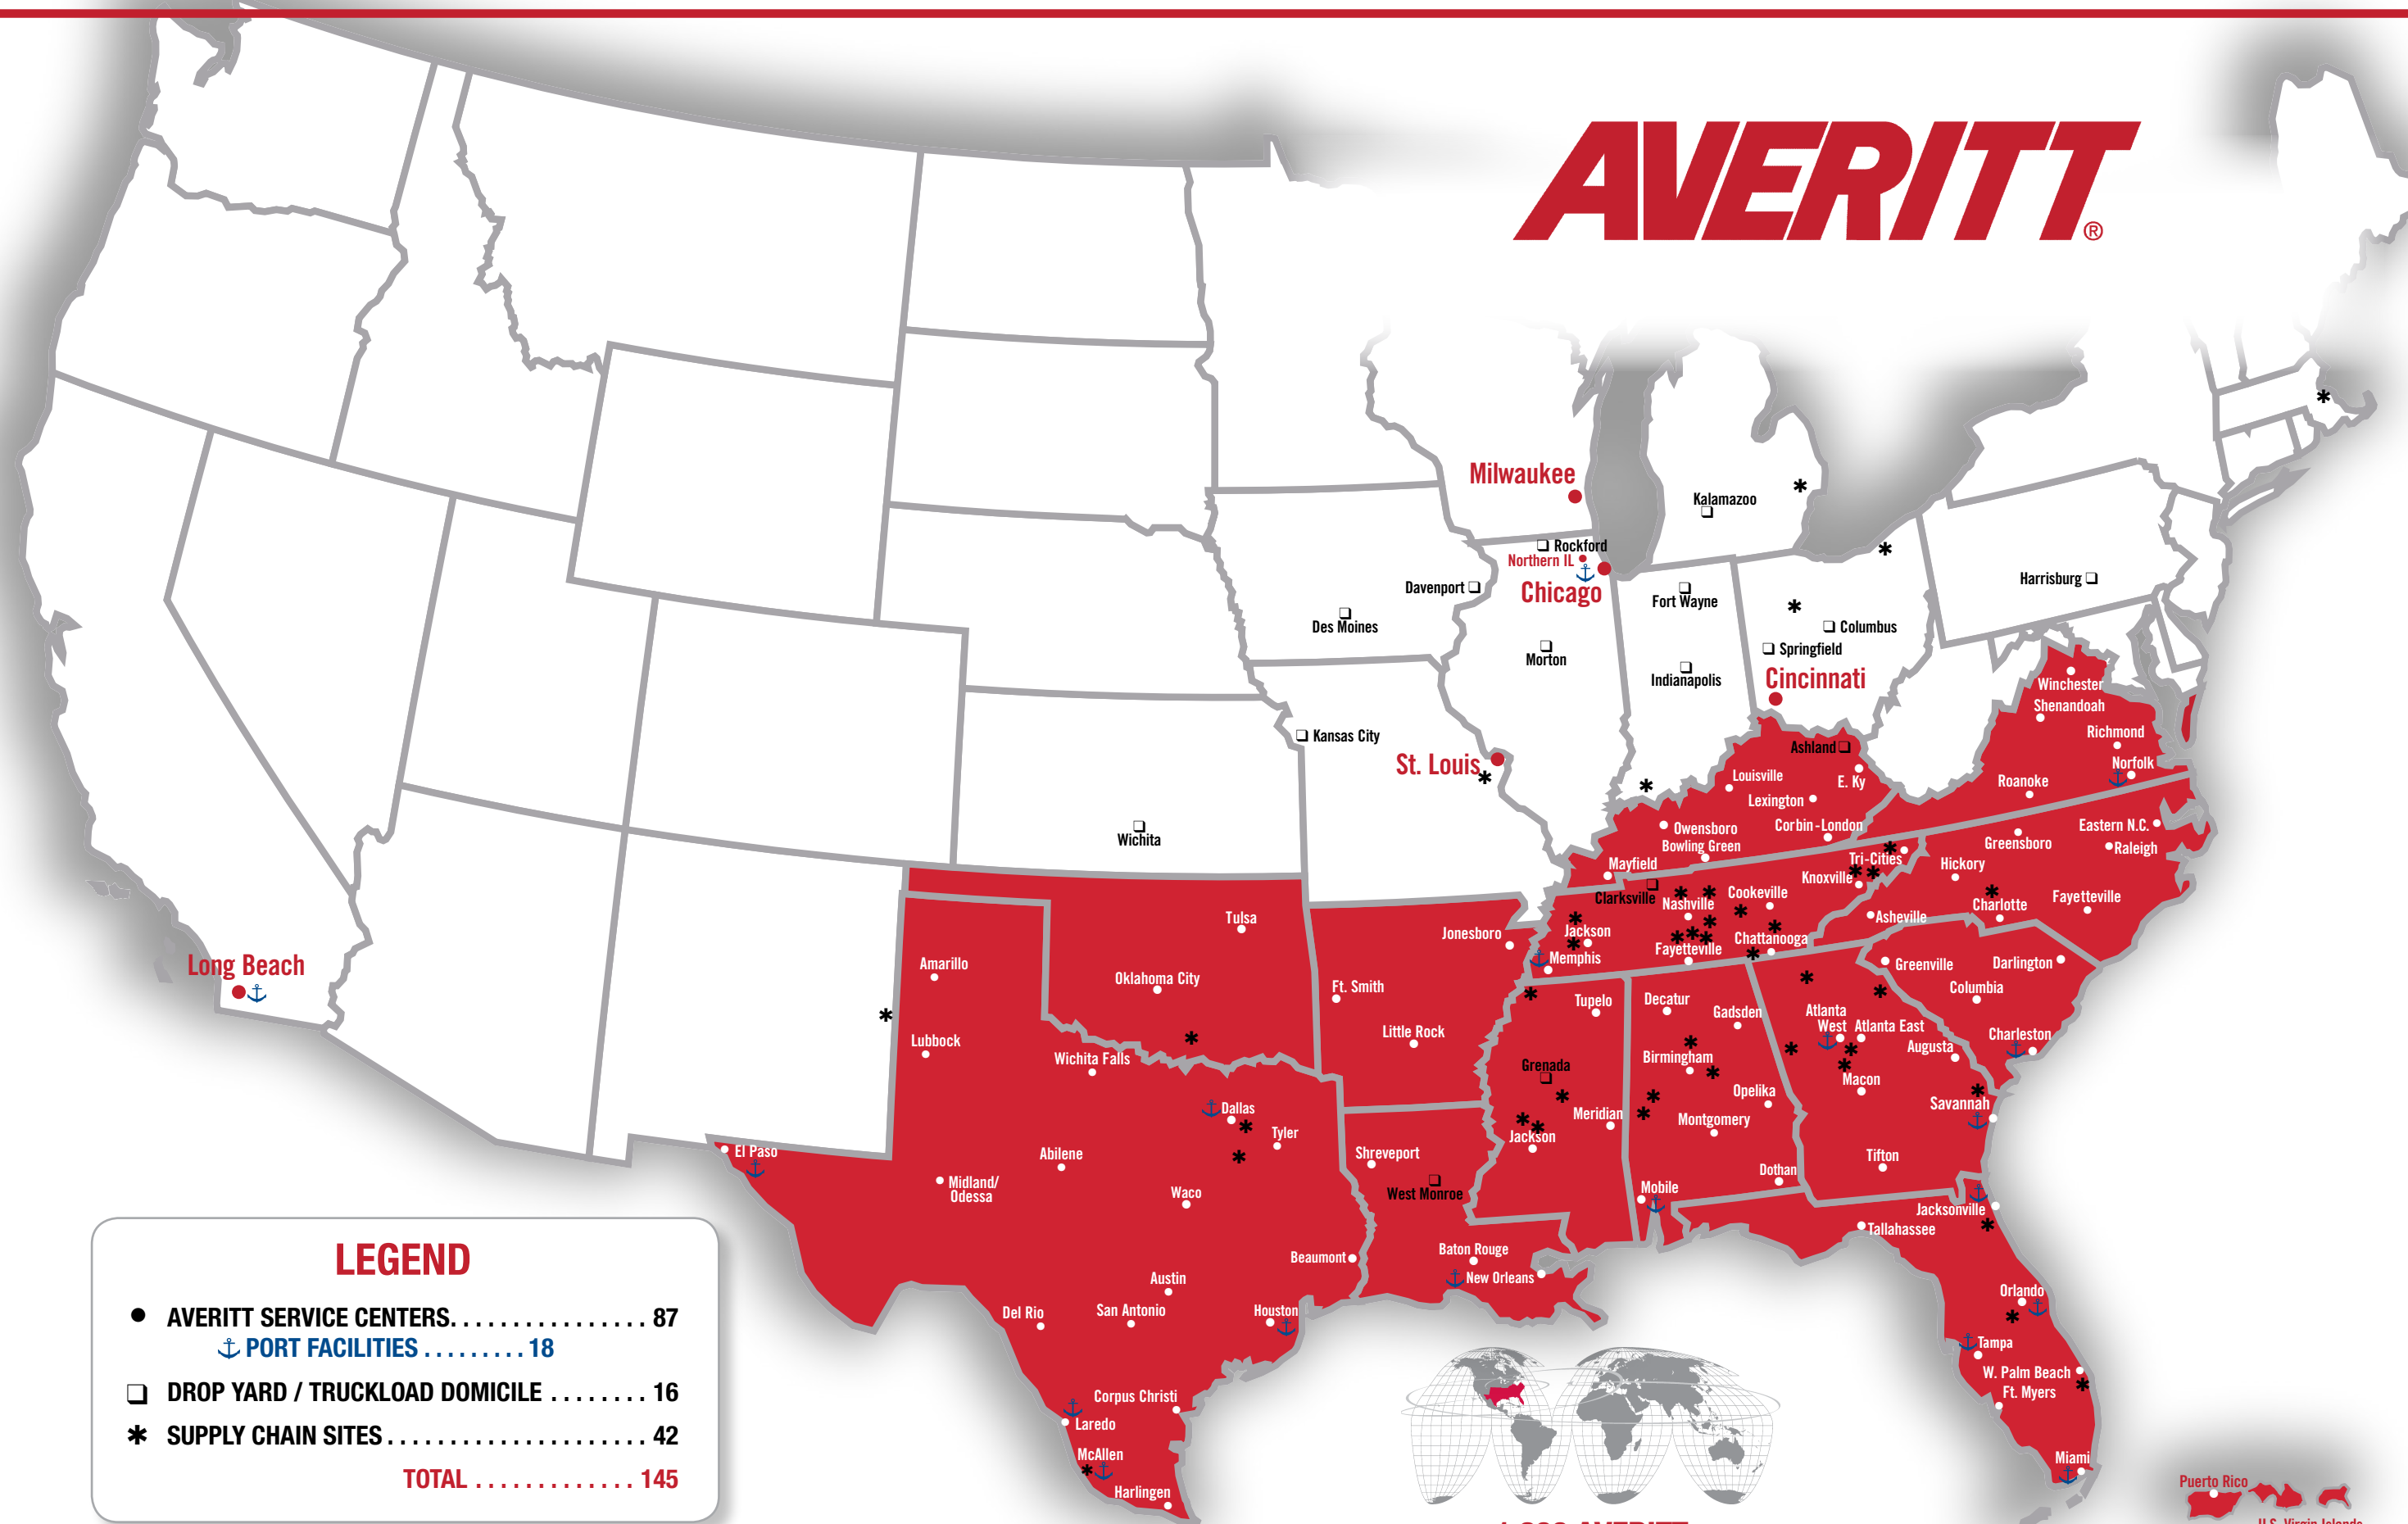 AVERITT®
Milwaukee
Kalamazoo
Rockford
Northern IL
Chicago
Davenport
Des Moines
Morton
Fort Wayne
Indianapolis
Columbus
Springfield
Cincinnati
Harrisburg
Kansas City
St. Louis
Wichita
Long Beach
Winchester
Shenandoah
Richmond
Norfolk
Roanoke
Ashland
Louisville
E. Ky
Lexington
Owensboro
Corbin-London
Bowling Green
Mayfield
Clarksville
Nashville
Cookeville
Tri-Cities
Knoxville
Jackson
Memphis
Fayetteville
Chattanooga
Greensboro
Eastern N.C.
Raleigh
Hickory
Charlotte
Fayetteville
Asheville
Greenville
Darlington
Columbia
Charleston
Tulsa
Oklahoma City
Amarillo
Lubbock
Wichita Falls
Dallas
Tyler
El Paso
Abilene
Midland/
Odessa
Waco
Beaumont
Austin
San Antonio
Del Rio
Houston
Corpus Christi
Laredo
McAllen
Harlingen
Jonesboro
Ft. Smith
Little Rock
Shreveport
West Monroe
Baton Rouge
New Orleans
Tupelo
Grenada
Meridian
Jackson
Decatur
Gadsden
Birmingham
Opelika
Montgomery
Dothan
Mobile
Atlanta
West
Atlanta East
Augusta
Macon
Savannah
Tifton
Jacksonville
Tallahassee
Orlando
Tampa
W. Palm Beach
Ft. Myers
Miami
Puerto Rico
U.S. Virgin Islands
LEGEND
AVERITT SERVICE CENTERS................ 87
PORT FACILITIES ......... 18
DROP YARD / TRUCKLOAD DOMICILE ........ 16
SUPPLY CHAIN SITES..................... 42
TOTAL ............. 145